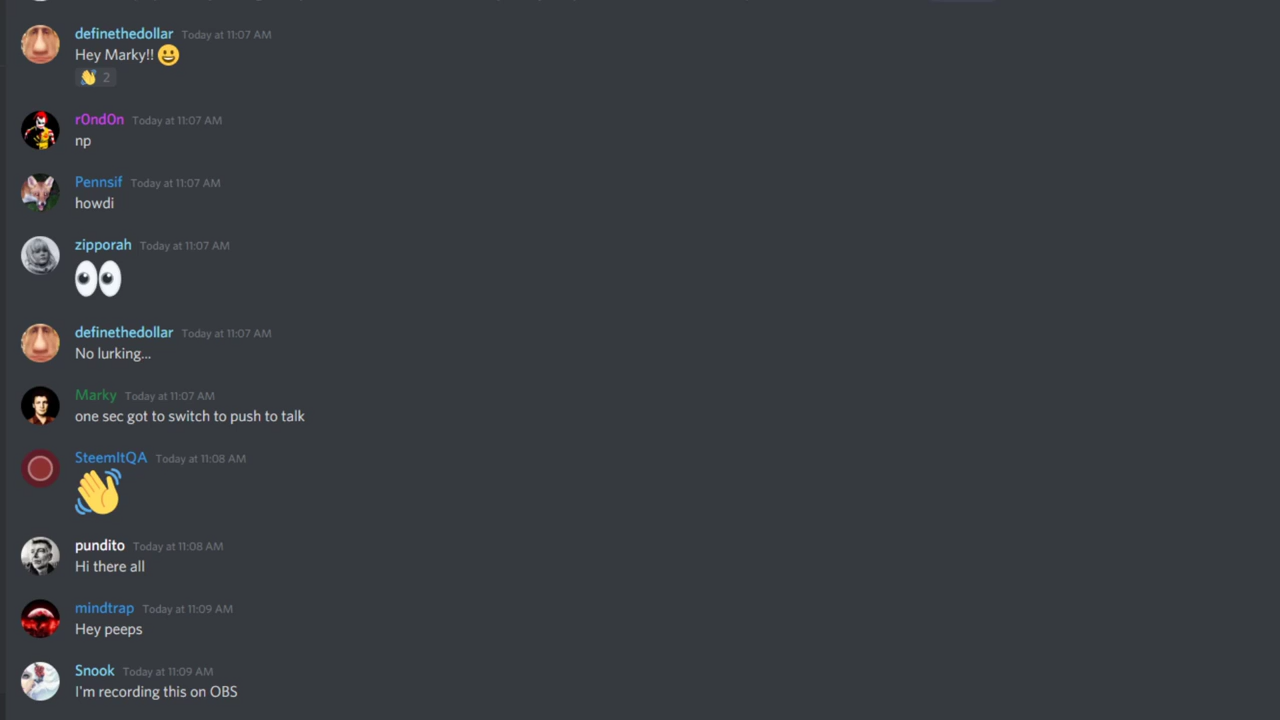 definethedollar Today at 11:07 AM
Hey Marky!! 😃
👋 2
r0nd0n Today at 11:07 AM
np
Pennsif Today at 11:07 AM
howdi
zipporah Today at 11:07 AM
👀
definethedollar Today at 11:07 AM
No lurking...
Marky Today at 11:07 AM
one sec got to switch to push to talk
SteemItQA Today at 11:08 AM
👋
pundito Today at 11:08 AM
Hi there all
mindtrap Today at 11:09 AM
Hey peeps
Snook Today at 11:09 AM
I'm recording this on OBS